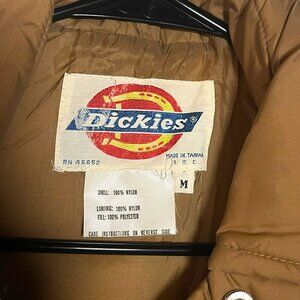 Dickies®
RN 46652
MADE IN TAIWAN
R. O. C.
M
SHELL: 100% NYLON
LINING: 100% NYLON
FILL: 100% POLYESTER
CARE INSTRUCTIONS ON REVERSE SIDE